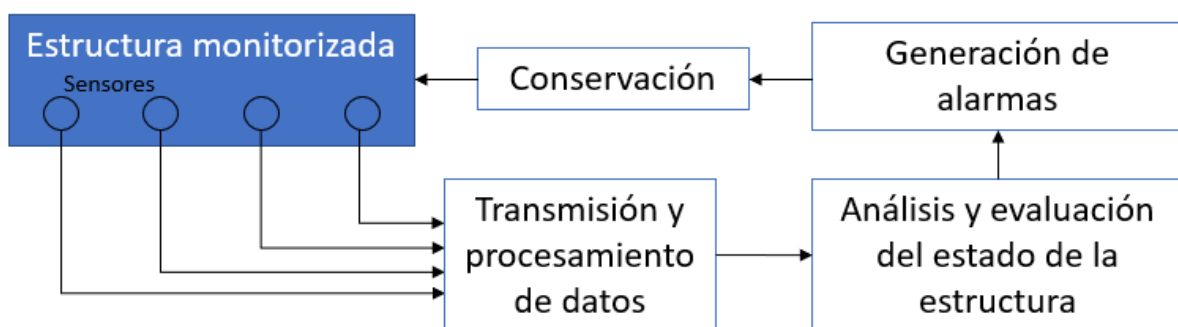 Estructura monitorizada
Sensores
Conservación
Generación de
alarmas
Transmisión y
procesamiento
de datos
Análisis y evaluación
del estado de la
estructura